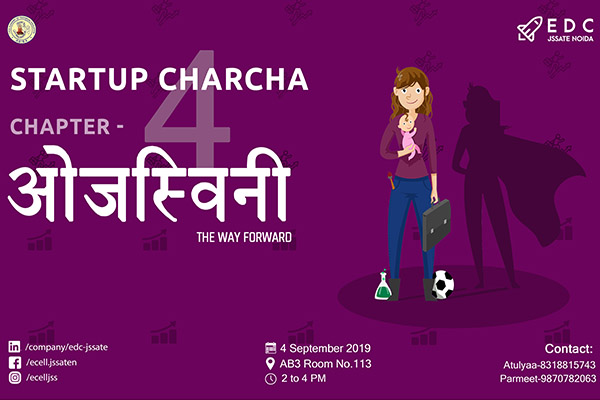 EDC
JSSATE NOIDA
STARTUP CHARCHA
CHAPTER - 4
ओजस्विनी
THE WAY FORWARD
/company/edc-jssate
/ecell.jssaten
/ecelljss
4 September 2019
AB3 Room No.113
2 to 4 PM
Contact:
Atulyaa-8318815743
Parmeet-9870782063